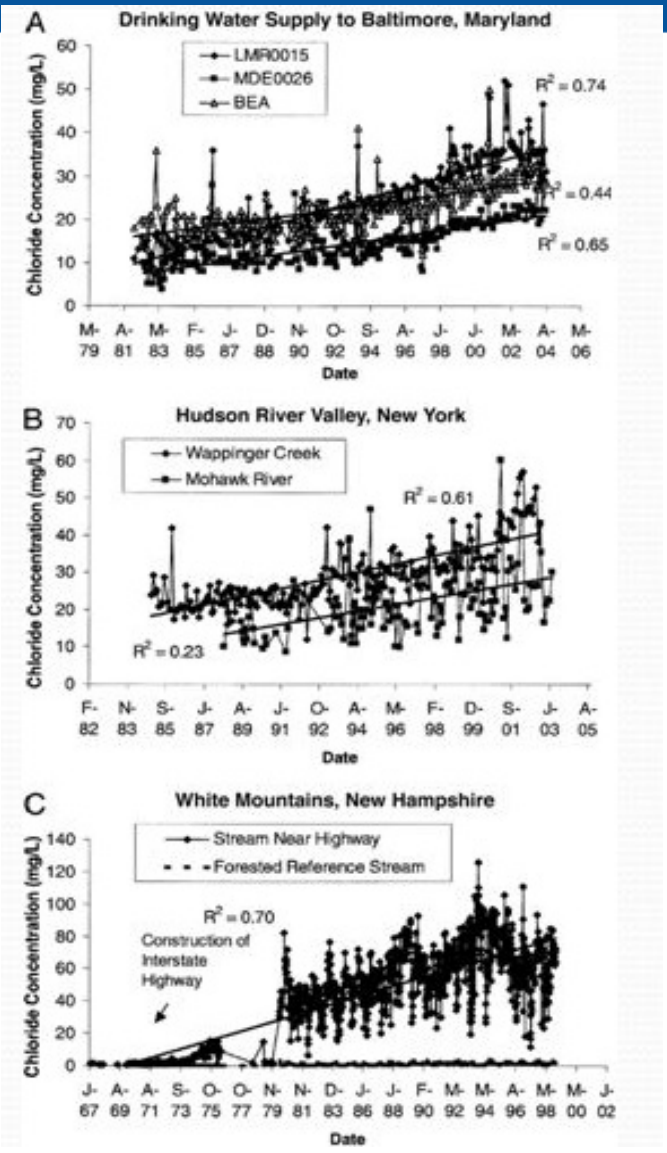 A
Drinking Water Supply to Baltimore, Maryland
Chloride Concentration (mg/L)
60
50
40
30
20
10
0
LMR0015
MDE0026
BEA
R² = 0.74
R² = 0.44
R² = 0.65
M- A- M- F- J- D- N- O- S- A- J- M- A- M-
79 81 83 85 87 88 90 92 94 96 98 00 02 04 06
Date
B
Hudson River Valley, New York
Chloride Concentration (mg/L)
70
60
50
40
30
20
10
0
Wappinger Creek
Mohawk River
R² = 0.61
R² = 0.23
F- N- S- J- A- J- O- A- M- F- D- S- J- A-
82 83 85 87 89 91 92 94 96 98 99 01 03 05
Date
C
White Mountains, New Hampshire
Chloride Concentration (mg/L)
140
120
100
80
60
40
20
0
Stream Near Highway
Forested Reference Stream
R² = 0.70
Construction of
Interstate
Highway
J- A- A- S- O- O- N- D- J- J- F- M- M- A- M- M- J-
67 69 71 73 75 77 79 81 83 86 88 90 92 94 96 98 00 02
Date